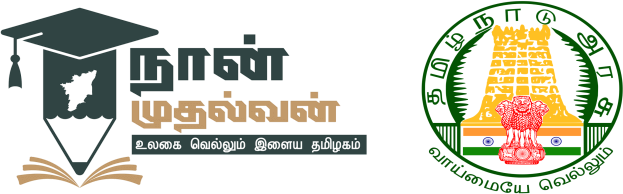 நான்
முதல்வன்
உலகை வெல்லும் இளைய தமிழகம்
தமிழ்நாடு அரசு
வாய்மையே வெல்லும்